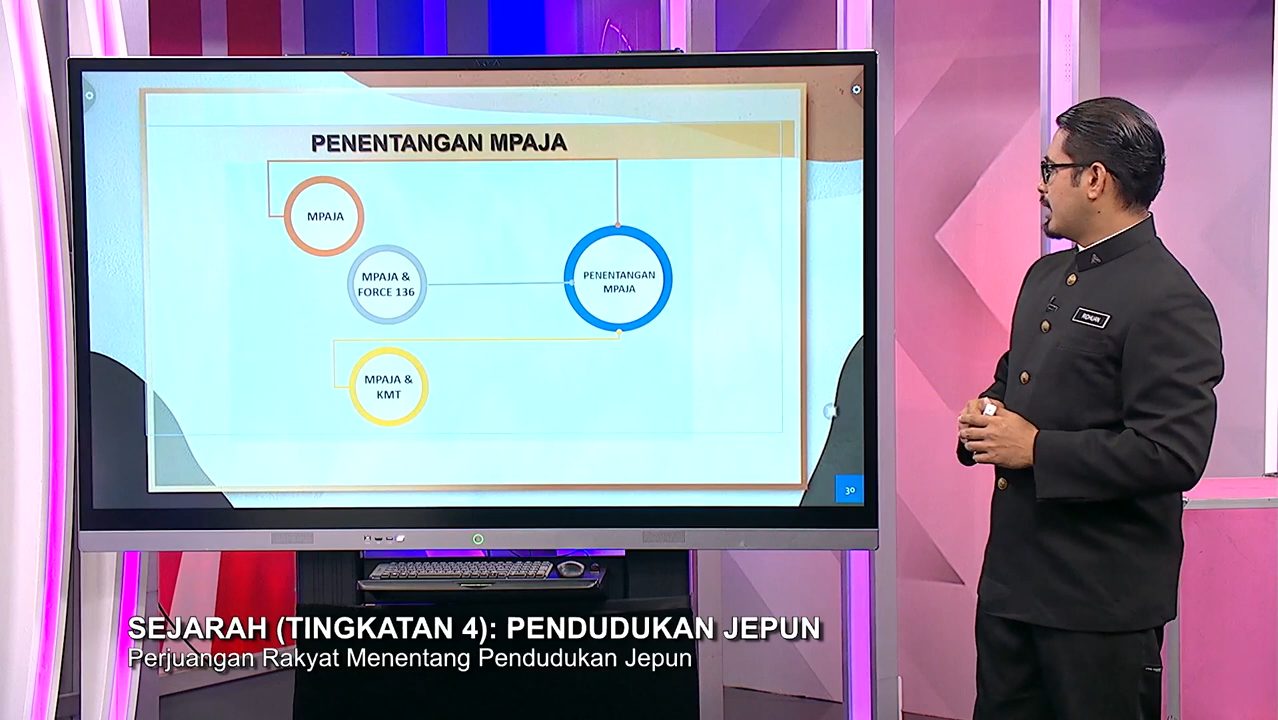 PENENTANGAN MPAJA
MPAJA
MPAJA &
FORCE 136
PENENTANGAN
MPAJA
MPAJA &
KMT
30
RIDHUAN
SEJARAH (TINGKATAN 4): PENDUDUKAN JEPUN
Perjuangan Rakyat Menentang Pendudukan Jepun